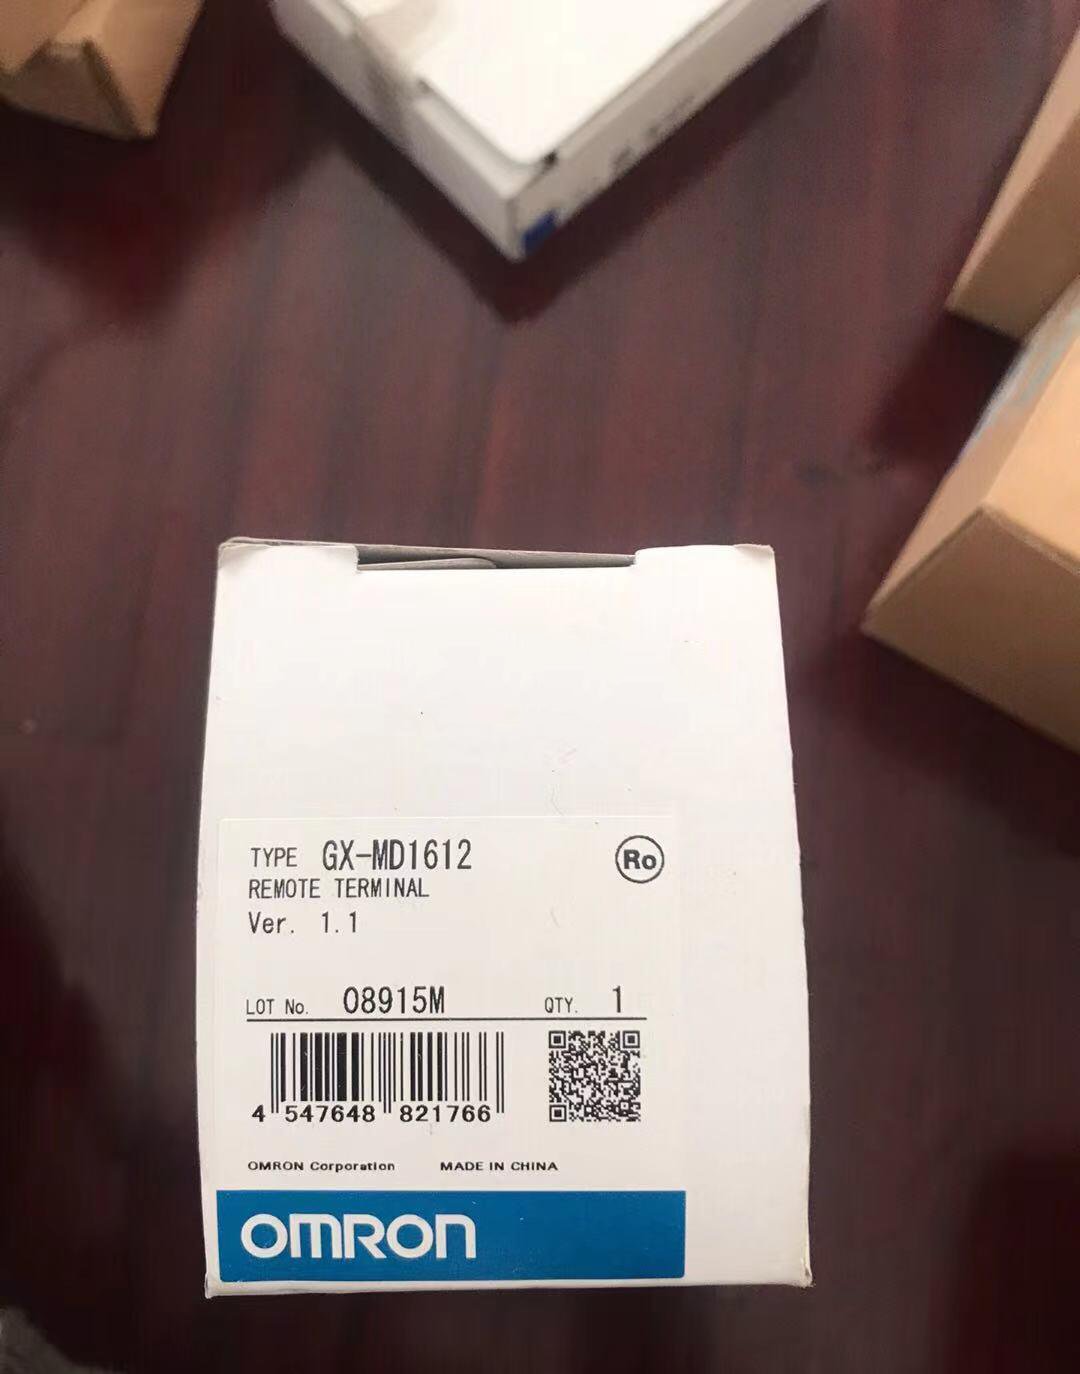 TYPE GX-MD1612
Ro
REMOTE TERMINAL
Ver. 1.1
LOT No. 08915M QTY. 1
4 547648 821766
OMRON Corporation MADE IN CHINA
OMRON